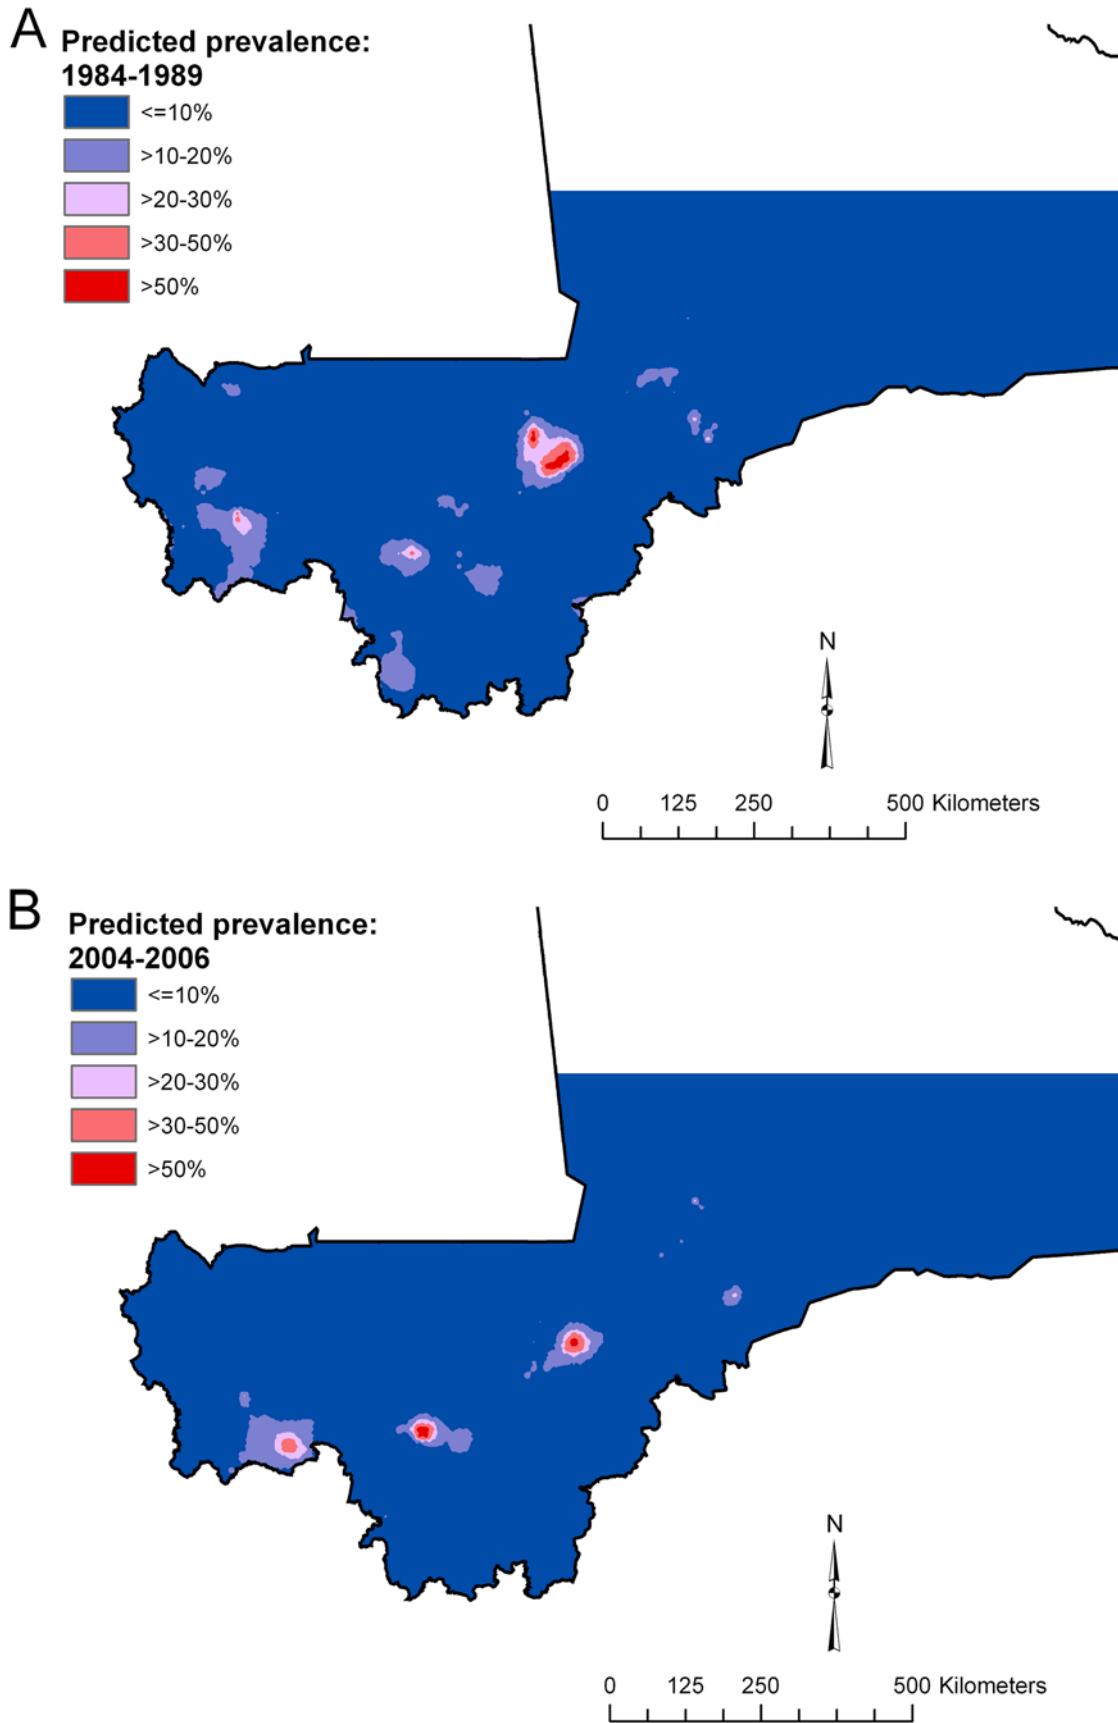 A
Predicted prevalence:
1984-1989
<=10%
>10-20%
>20-30%
>30-50%
>50%
N
0 125 250 500 Kilometers
B
Predicted prevalence:
2004-2006
<=10%
>10-20%
>20-30%
>30-50%
>50%
N
0 125 250 500 Kilometers